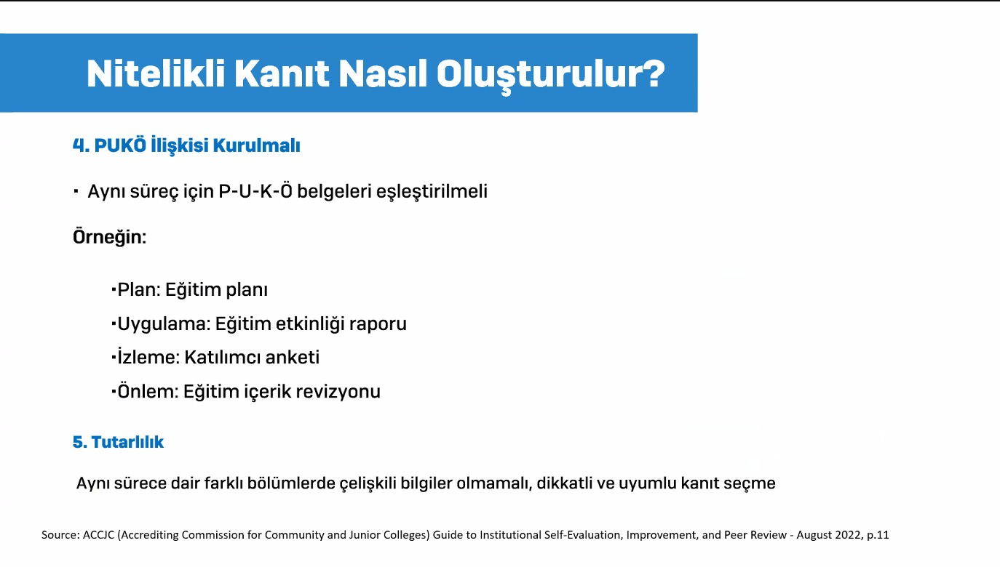 Nitelikli Kanıt Nasıl Oluşturulur?
4. PUKÖ İlişkisi Kurulmalı
▪ Aynı süreç için P-U-K-Ö belgeleri eşleştirilmeli
Örneğin:
▪Plan: Eğitim planı
▪Uygulama: Eğitim etkinliği raporu
▪İzleme: Katılımcı anketi
▪Önlem: Eğitim içerik revizyonu
5. Tutarlılık
Aynı sürece dair farklı bölümlerde çelişkili bilgiler olmamalı, dikkatli ve uyumlu kanıt seçme
Source: ACCJC (Accrediting Commission for Community and Junior Colleges) Guide to Institutional Self-Evaluation, Improvement, and Peer Review - August 2022, p.11